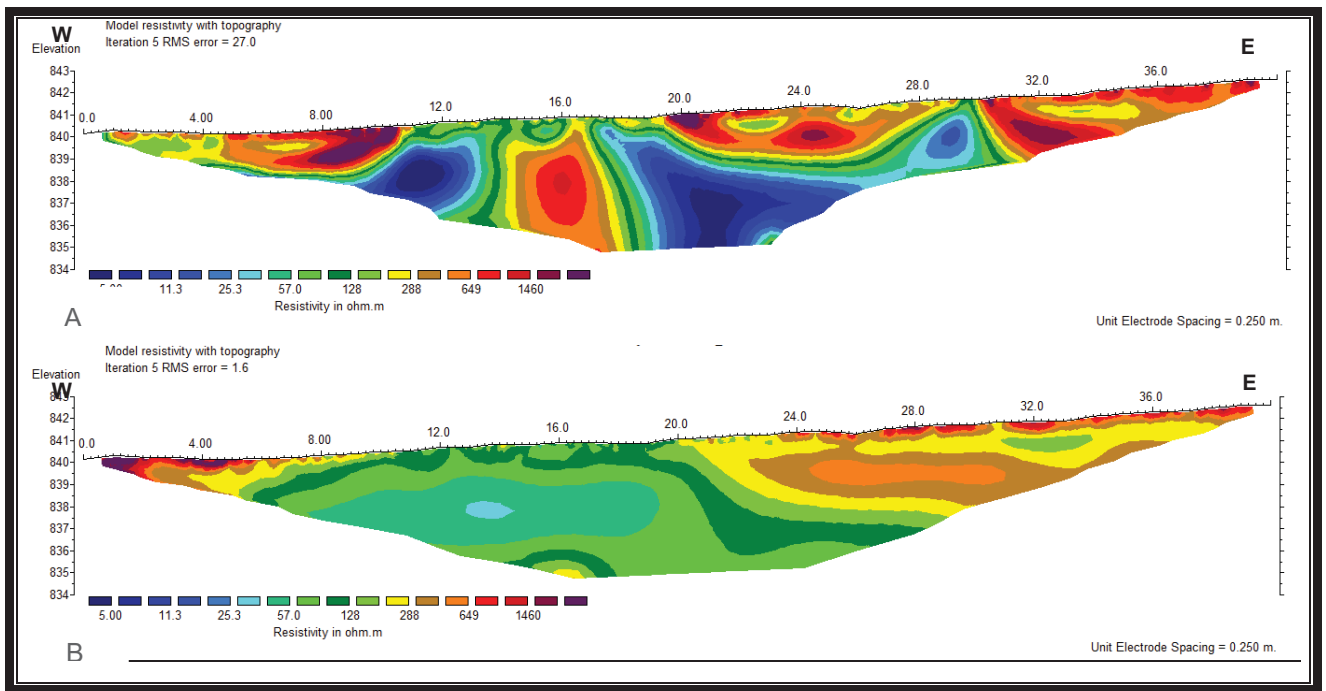 W
Elevation
Model resistivity with topography
Iteration 5 RMS error = 27.0
E
843
842
841
840
839
838
837
836
835
834
0.0 4.00 8.00 12.0 16.0 20.0 24.0 28.0 32.0 36.0
11.3 25.3 57.0 128 288 649 1460
Resistivity in ohm.m
A
Unit Electrode Spacing = 0.250 m.
Model resistivity with topography
Iteration 5 RMS error = 1.6
Elevation
W
E
842
841
840
839
838
837
836
835
834
0.0 4.00 8.00 12.0 16.0 20.0 24.0 28.0 32.0 36.0
5.00 11.3 25.3 57.0 128 288 649 1460
Resistivity in ohm.m
B
Unit Electrode Spacing = 0.250 m.